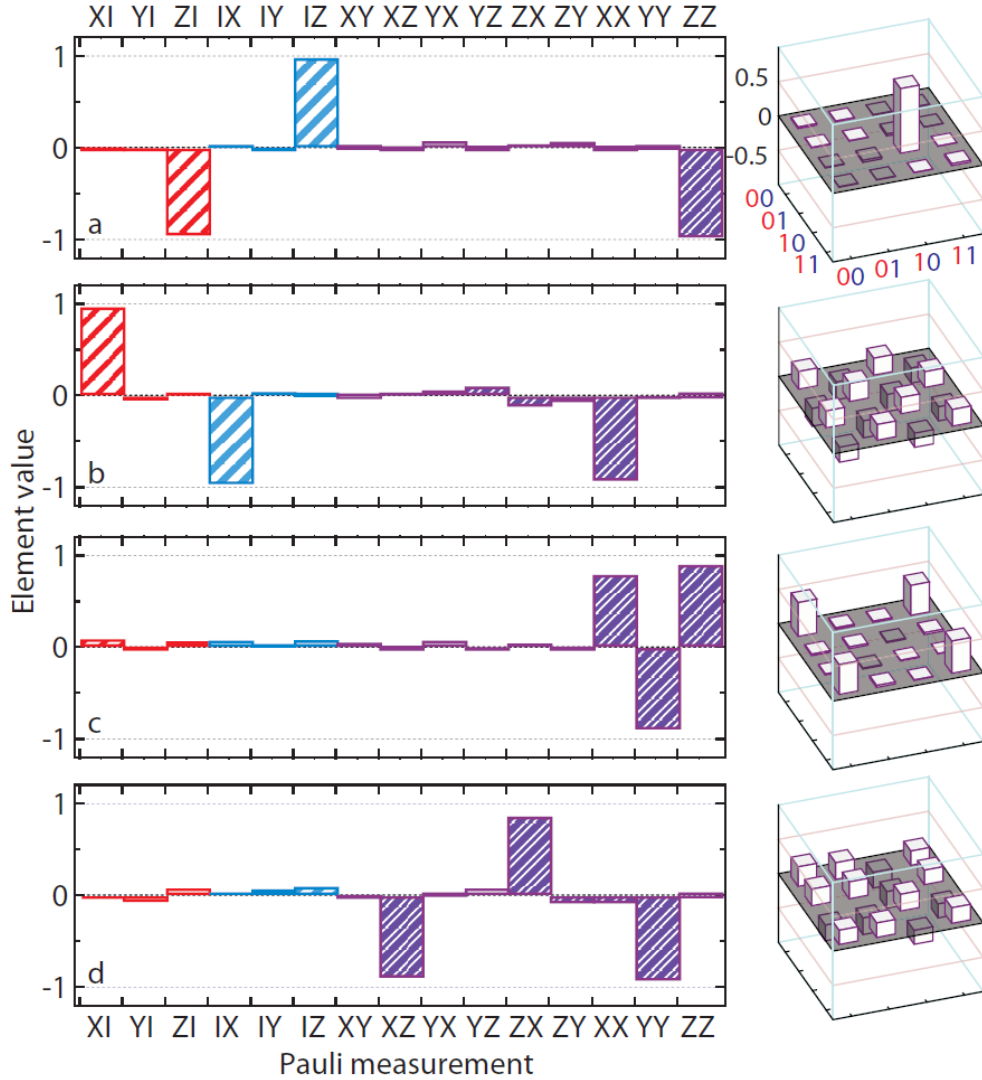 XI YI ZI IX IY IZ XY XZ YX YZ ZX ZY XX YY ZZ
1
0
-1
a
0.5
0
-0.5
00
01
10
11
00 01 10 11
1
0
-1
b
Element value
1
0
-1
c
1
0
-1
d
XI YI ZI IX IY IZ XY XZ YX YZ ZX ZY XX YY ZZ
Pauli measurement